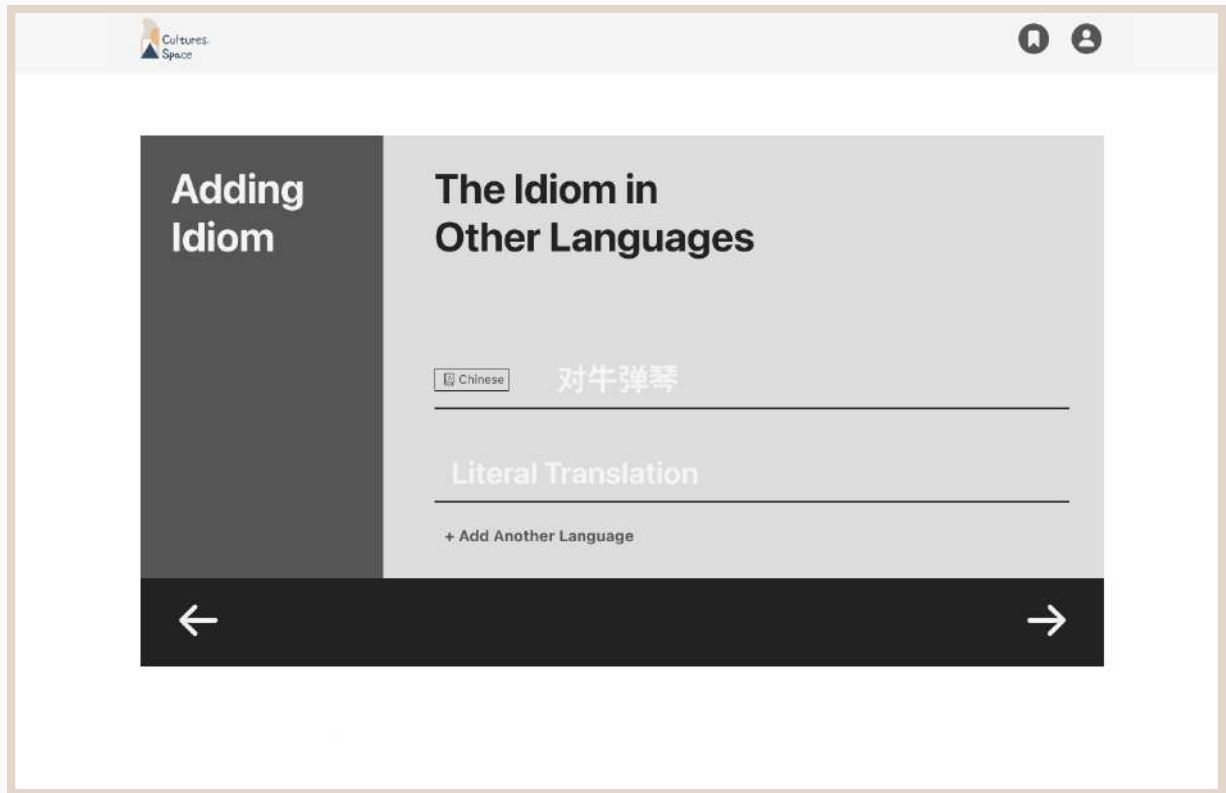 Cultures.
Space
Adding
Idiom
The Idiom in
Other Languages
Chinese
对牛弹琴
Literal Translation
+ Add Another Language